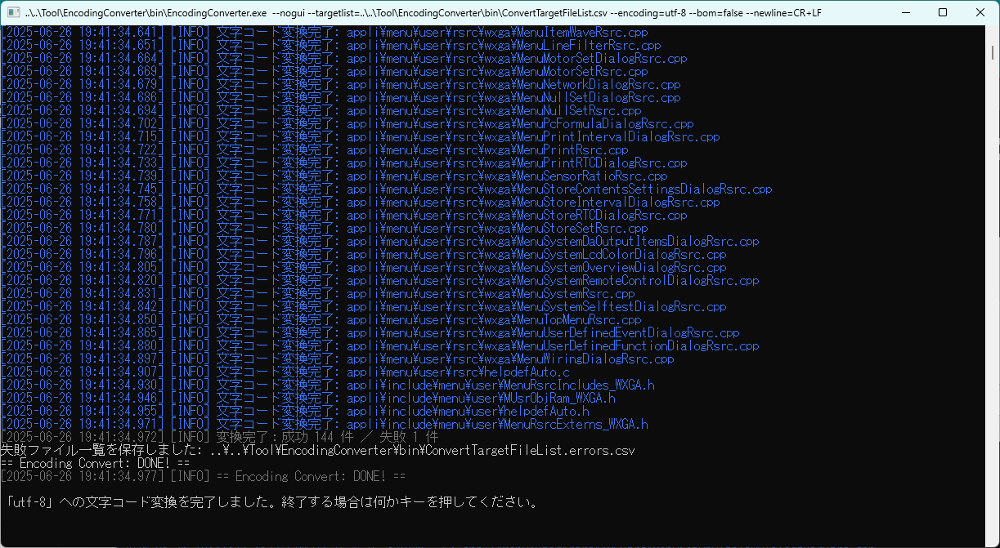 ..\..\Tool\EncodingConverter\bin\EncodingConverter.exe --nogui --targetlist=..\..\Tool\EncodingConverter\bin\ConvertTargetFileList.csv --encoding=utf-8 --bom=false --newline=CR+LF
[2025-06-26 19:41:34.641] [INFO] 文字コード変換完了: appli¥menu¥user¥rsrc¥wxga¥MenuItemWaveRsrc.cpp
[2025-06-26 19:41:34.651] [INFO] 文字コード変換完了: appli¥menu¥user¥rsrc¥wxga¥MenuLineFilterRsrc.cpp
[2025-06-26 19:41:34.664] [INFO] 文字コード変換完了: appli¥menu¥user¥rsrc¥wxga¥MenuMotorSetDialogRsrc.cpp
[2025-06-26 19:41:34.669] [INFO] 文字コード変換完了: appli¥menu¥user¥rsrc¥wxga¥MenuMotorSetRsrc.cpp
[2025-06-26 19:41:34.679] [INFO] 文字コード変換完了: appli¥menu¥user¥rsrc¥wxga¥MenuNetworkDialogRsrc.cpp
[2025-06-26 19:41:34.686] [INFO] 文字コード変換完了: appli¥menu¥user¥rsrc¥wxga¥MenuNullSetDialogRsrc.cpp
[2025-06-26 19:41:34.694] [INFO] 文字コード変換完了: appli¥menu¥user¥rsrc¥wxga¥MenuNullSetRsrc.cpp
[2025-06-26 19:41:34.702] [INFO] 文字コード変換完了: appli¥menu¥user¥rsrc¥wxga¥MenuPcFormulaDialogRsrc.cpp
[2025-06-26 19:41:34.715] [INFO] 文字コード変換完了: appli¥menu¥user¥rsrc¥wxga¥MenuPrintIntervalDialogRsrc.cpp
[2025-06-26 19:41:34.722] [INFO] 文字コード変換完了: appli¥menu¥user¥rsrc¥wxga¥MenuPrintRsrc.cpp
[2025-06-26 19:41:34.733] [INFO] 文字コード変換完了: appli¥menu¥user¥rsrc¥wxga¥MenuPrintRTCDialogRsrc.cpp
[2025-06-26 19:41:34.739] [INFO] 文字コード変換完了: appli¥menu¥user¥rsrc¥wxga¥MenuSensorRatioRsrc.cpp
[2025-06-26 19:41:34.745] [INFO] 文字コード変換完了: appli¥menu¥user¥rsrc¥wxga¥MenuStoreContentsSettingsDialogRsrc.cpp
[2025-06-26 19:41:34.758] [INFO] 文字コード変換完了: appli¥menu¥user¥rsrc¥wxga¥MenuStoreIntervalDialogRsrc.cpp
[2025-06-26 19:41:34.771] [INFO] 文字コード変換完了: appli¥menu¥user¥rsrc¥wxga¥MenuStoreRTCDialogRsrc.cpp
[2025-06-26 19:41:34.780] [INFO] 文字コード変換完了: appli¥menu¥user¥rsrc¥wxga¥MenuStoreSetRsrc.cpp
[2025-06-26 19:41:34.787] [INFO] 文字コード変換完了: appli¥menu¥user¥rsrc¥wxga¥MenuSystemDaOutputItemsDialogRsrc.cpp
[2025-06-26 19:41:34.796] [INFO] 文字コード変換完了: appli¥menu¥user¥rsrc¥wxga¥MenuSystemLcdColorDialogRsrc.cpp
[2025-06-26 19:41:34.805] [INFO] 文字コード変換完了: appli¥menu¥user¥rsrc¥wxga¥MenuSystemOverviewDialogRsrc.cpp
[2025-06-26 19:41:34.820] [INFO] 文字コード変換完了: appli¥menu¥user¥rsrc¥wxga¥MenuSystemRemoteControlDialogRsrc.cpp
[2025-06-26 19:41:34.831] [INFO] 文字コード変換完了: appli¥menu¥user¥rsrc¥wxga¥MenuSystemRsrc.cpp
[2025-06-26 19:41:34.842] [INFO] 文字コード変換完了: appli¥menu¥user¥rsrc¥wxga¥MenuSystemSelftestDialogRsrc.cpp
[2025-06-26 19:41:34.850] [INFO] 文字コード変換完了: appli¥menu¥user¥rsrc¥wxga¥MenuTopMenuRsrc.cpp
[2025-06-26 19:41:34.865] [INFO] 文字コード変換完了: appli¥menu¥user¥rsrc¥wxga¥MenuUserDefinedEventDialogRsrc.cpp
[2025-06-26 19:41:34.880] [INFO] 文字コード変換完了: appli¥menu¥user¥rsrc¥wxga¥MenuUserDefinedFunctionDialogRsrc.cpp
[2025-06-26 19:41:34.897] [INFO] 文字コード変換完了: appli¥menu¥user¥rsrc¥wxga¥MenuWiringDialogRsrc.cpp
[2025-06-26 19:41:34.907] [INFO] 文字コード変換完了: appli¥menu¥user¥rsrc¥helpdefAuto.c
[2025-06-26 19:41:34.930] [INFO] 文字コード変換完了: appli¥include¥menu¥user¥MenuRsrcIncludes_WXGA.h
[2025-06-26 19:41:34.946] [INFO] 文字コード変換完了: appli¥include¥menu¥user¥MUsrObjRam_WXGA.h
[2025-06-26 19:41:34.955] [INFO] 文字コード変換完了: appli¥include¥menu¥user¥helpdefAuto.h
[2025-06-26 19:41:34.971] [INFO] 文字コード変換完了: appli¥include¥menu¥user¥MenuRsrcExterns_WXGA.h
[2025-06-26 19:41:34.972] [INFO] 変換完了：成功 144 件 ／ 失敗 1 件
失敗ファイル一覧を保存しました: ..¥..¥Tool¥EncodingConverter¥bin¥ConvertTargetFileList.errors.csv
== Encoding Convert: DONE! ==
[2025-06-26 19:41:34.977] [INFO] == Encoding Convert: DONE! ==
「utf-8」への文字コード変換を完了しました。終了する場合は何かキーを押してください。